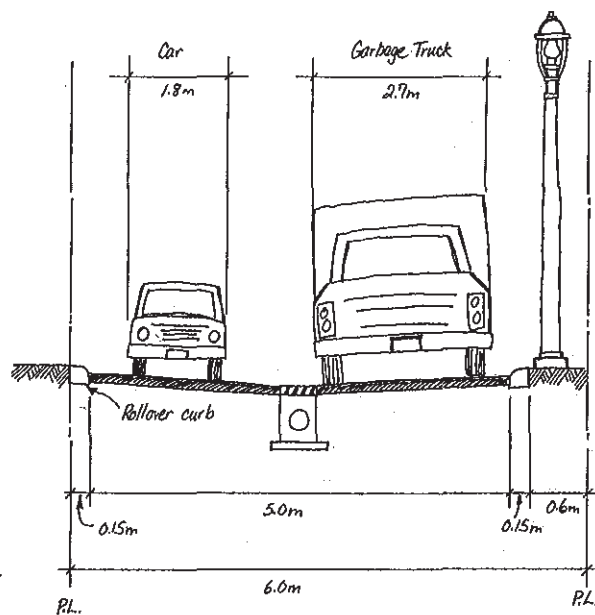 Car
Garbage Truck
1.8m
2.7m
Rollover curb
0.15m
5.0m
0.15m
0.6m
6.0m
P.L.
P.L.